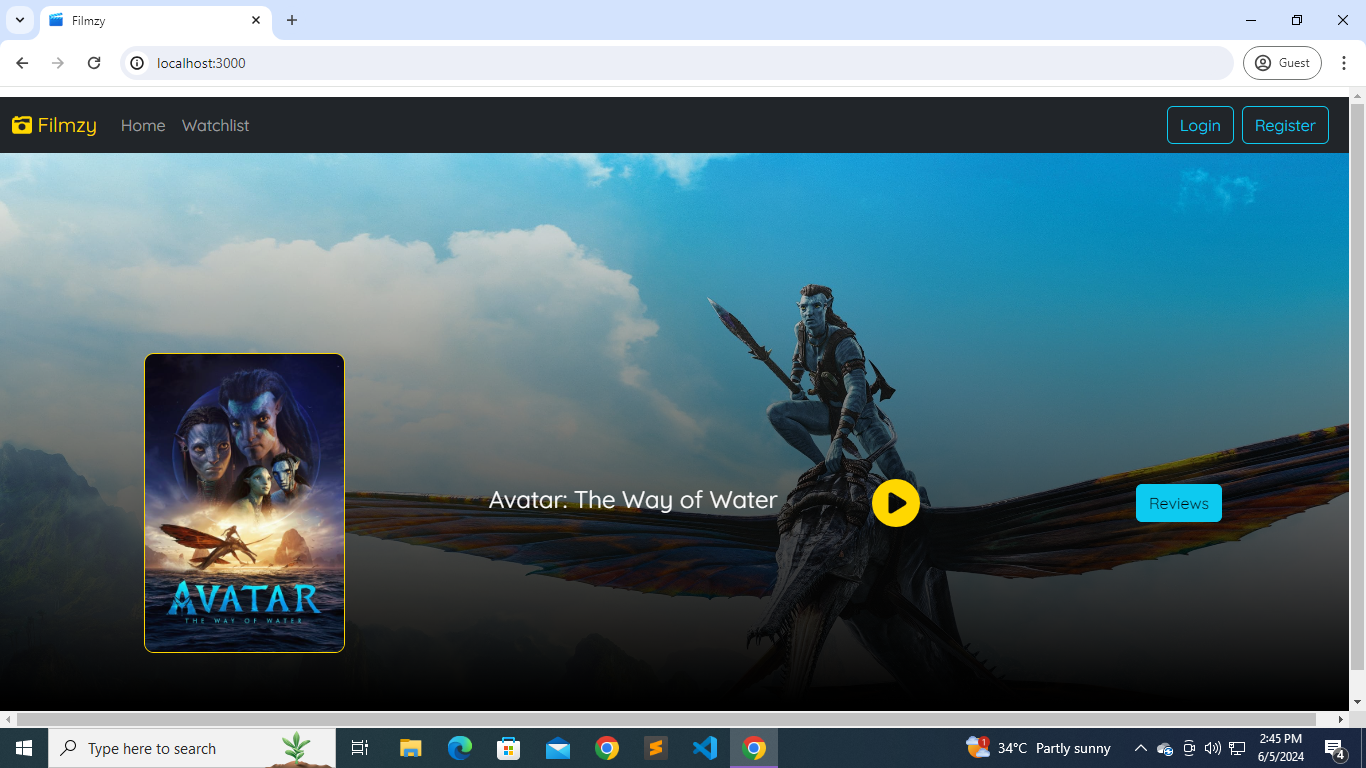 Filmzy
localhost:3000
Guest
Filmzy Home Watchlist Login Register
Avatar: The Way of Water
Reviews
AVATAR
THE WAY OF WATER
Type here to search
1
34°C Partly sunny
2:45 PM
6/5/2024
4